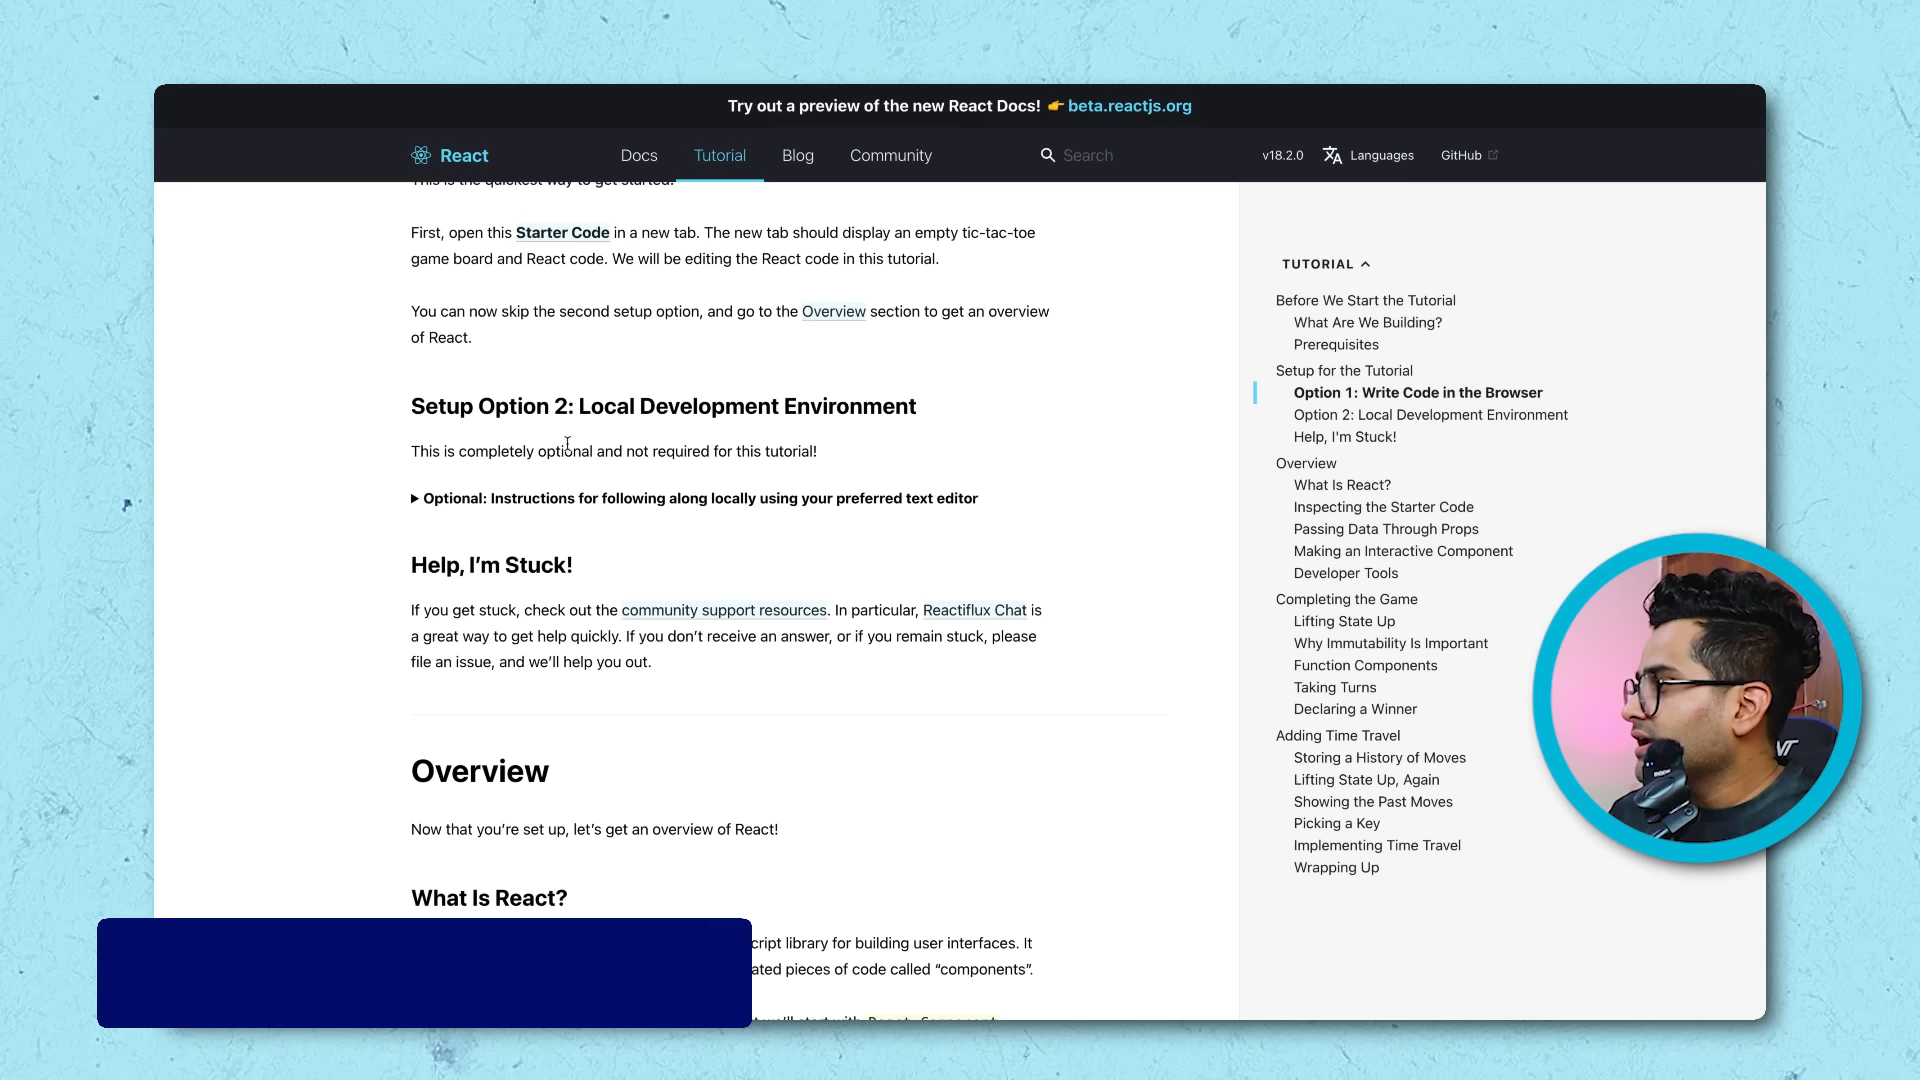 Try out a preview of the new React Docs! 👉 beta.reactjs.org
React Docs Tutorial Blog Community Search v18.2.0 Languages GitHub
This is the quickest way to get started.
First, open this Starter Code in a new tab. The new tab should display an empty tic-tac-toe
game board and React code. We will be editing the React code in this tutorial.
You can now skip the second setup option, and go to the Overview section to get an overview
of React.
Setup Option 2: Local Development Environment
This is completely optional and not required for this tutorial!
Optional: Instructions for following along locally using your preferred text editor
Help, I’m Stuck!
If you get stuck, check out the community support resources. In particular, Reactiflux Chat is
a great way to get help quickly. If you don’t receive an answer, or if you remain stuck, please
file an issue, and we’ll help you out.
Overview
Now that you’re set up, let’s get an overview of React!
What Is React?
cript library for building user interfaces. It
ated pieces of code called “components”.
TUTORIAL
Before We Start the Tutorial
What Are We Building?
Prerequisites
Setup for the Tutorial
Option 1: Write Code in the Browser
Option 2: Local Development Environment
Help, I'm Stuck!
Overview
What Is React?
Inspecting the Starter Code
Passing Data Through Props
Making an Interactive Component
Developer Tools
Completing the Game
Lifting State Up
Why Immutability Is Important
Function Components
Taking Turns
Declaring a Winner
Adding Time Travel
Storing a History of Moves
Lifting State Up, Again
Showing the Past Moves
Picking a Key
Implementing Time Travel
Wrapping Up